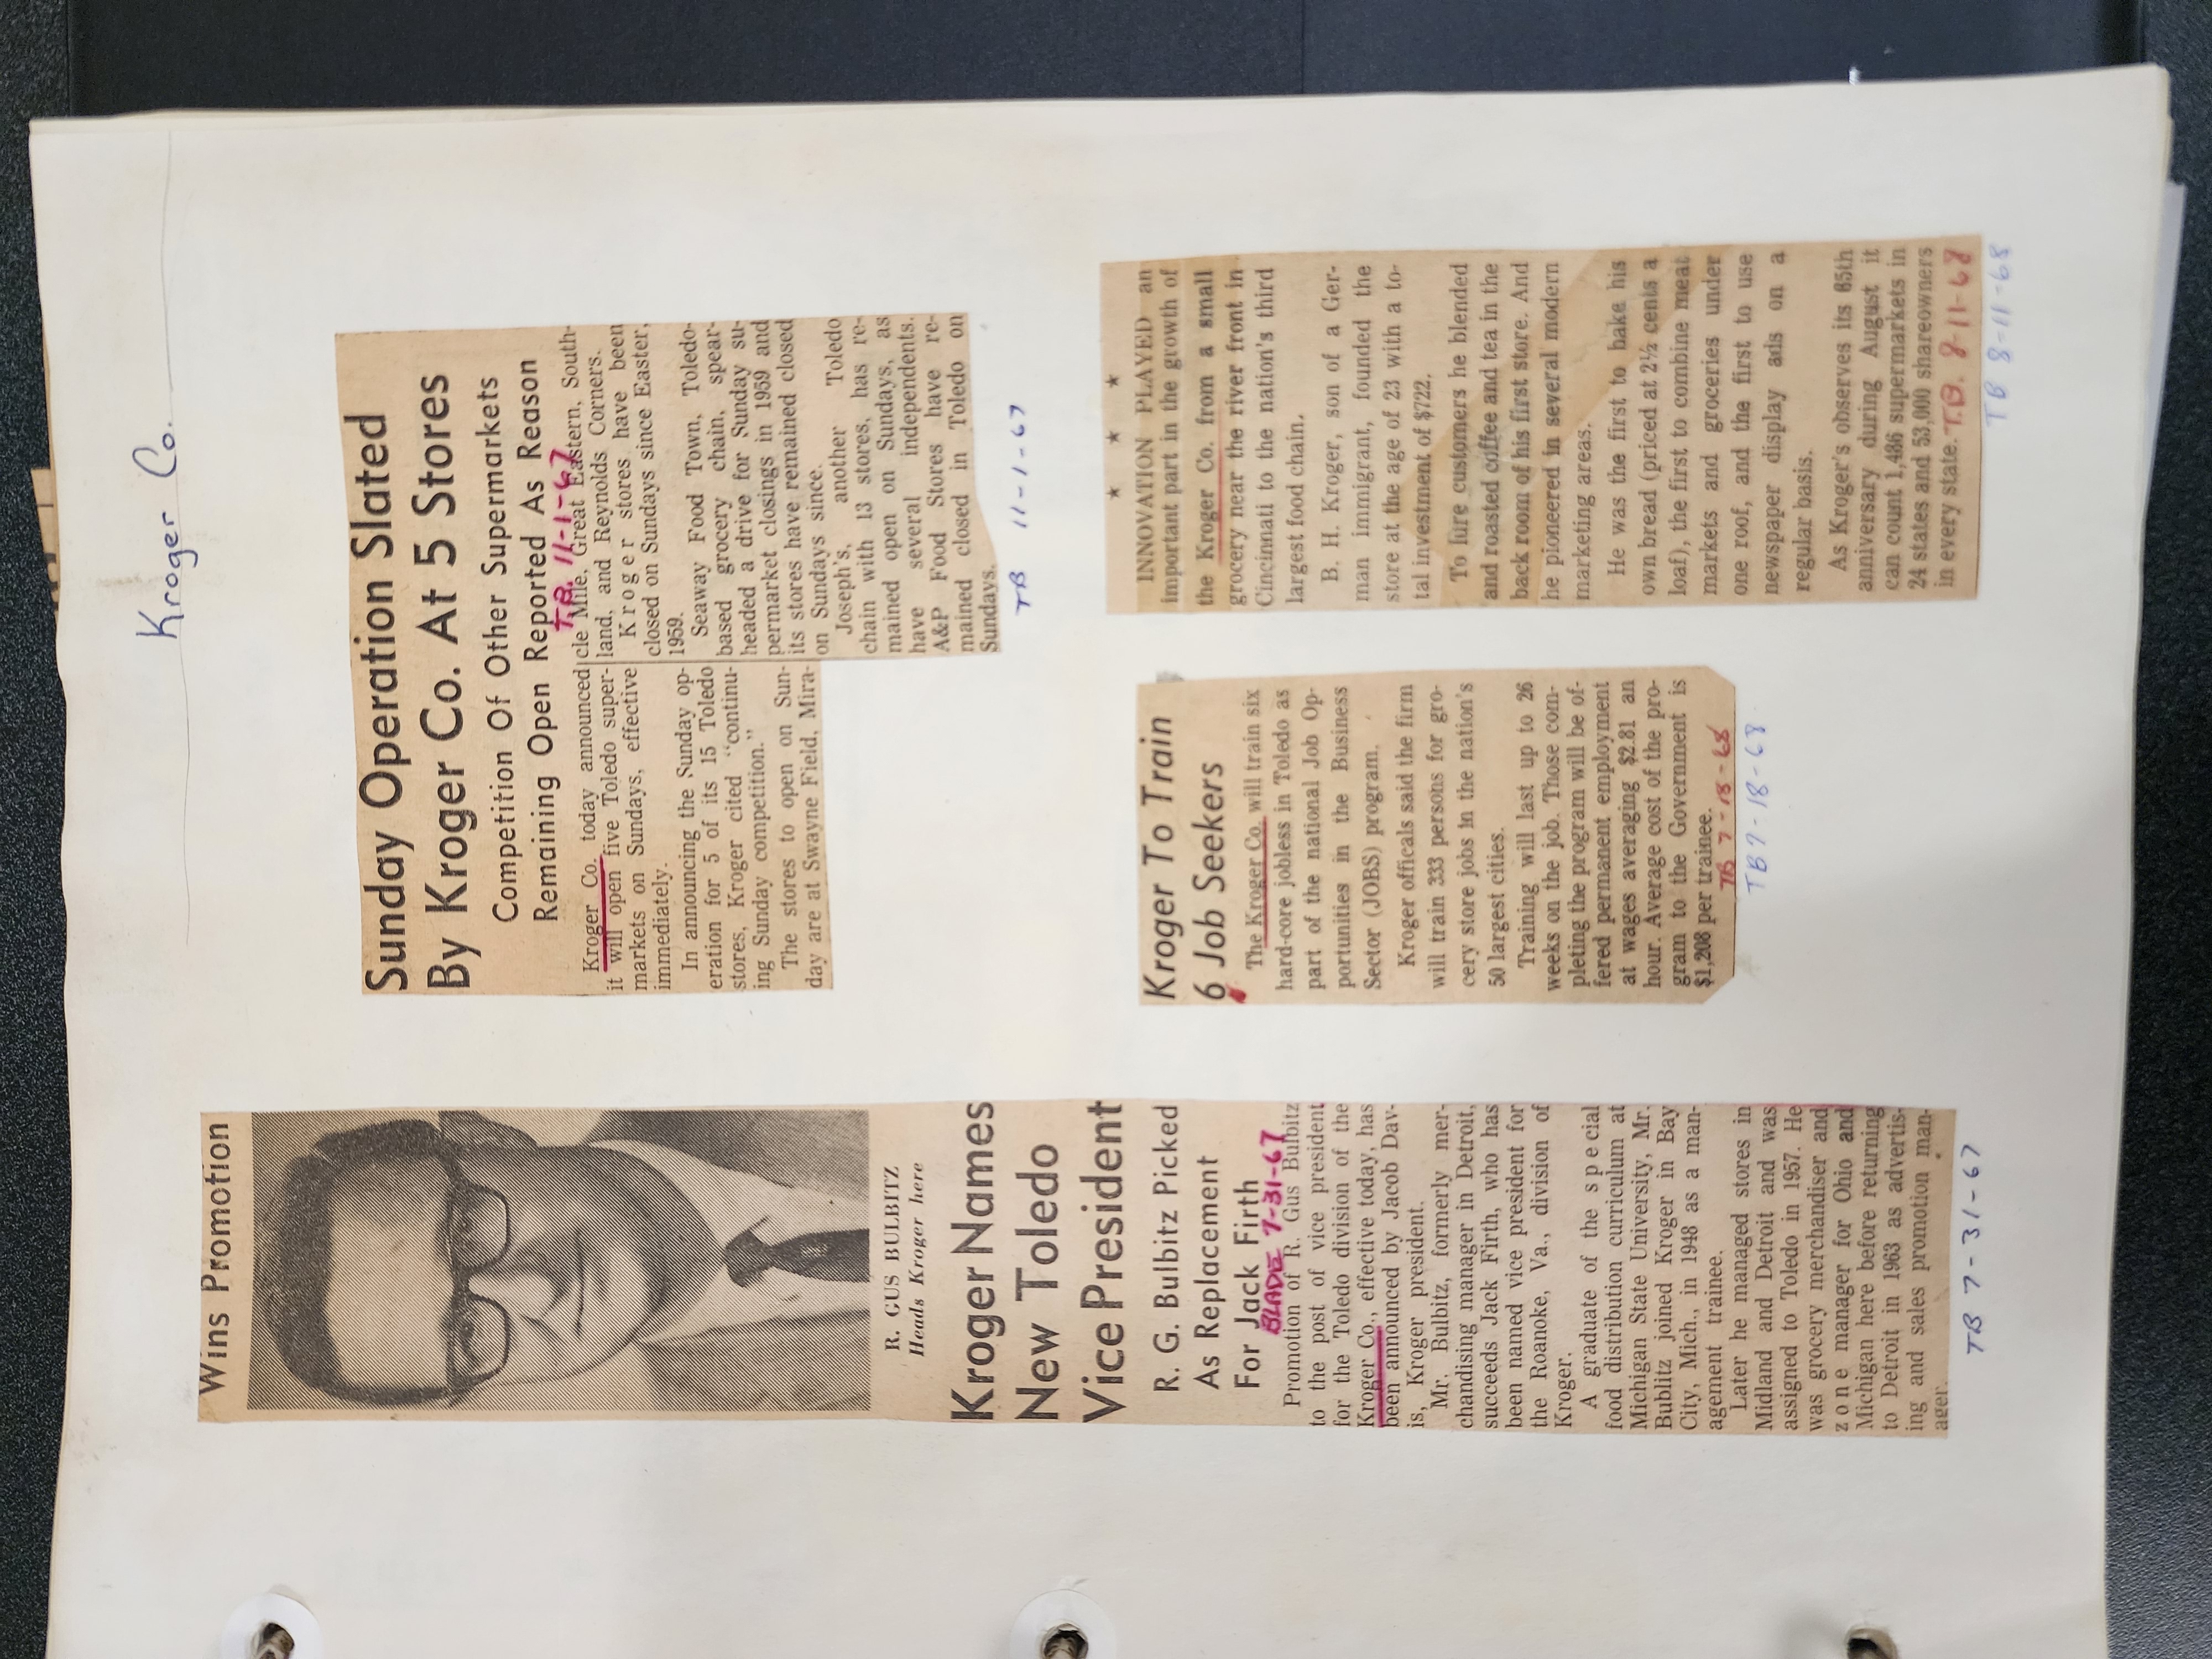 Kroger Co.
Wins Promotion
R. GUS BULBITZ
Heads Kroger here
Kroger Names
New Toledo
Vice President
R. G. Bulbitz Picked
As Replacement
For Jack Firth
BLADE 7-31-67
Promotion of R. Gus Bulbitz
to the post of vice president
for the Toledo division of the
Kroger Co., effective today, has
been announced by Jacob Dav-
is, Kroger president.
Mr. Bulbitz, formerly mer-
chandising manager in Detroit,
succeeds Jack Firth, who has
been named vice president for
the Roanoke, Va., division of
Kroger.
A graduate of the special
food distribution curriculum at
Michigan State University, Mr.
Bublitz joined Kroger in Bay
City, Mich., in 1948 as a man-
agement trainee.
Later he managed stores in
Midland and Detroit and was
assigned to Toledo in 1957. He
was grocery merchandiser and
zone manager for Ohio and
Michigan here before returning
to Detroit in 1963 as advertis-
ing and sales promotion man-
ager.
TB 7-31-67
Sunday Operation Slated
By Kroger Co. At 5 Stores
Competition Of Other Supermarkets
Remaining Open Reported As Reason
T.B. 11-1-67
Kroger Co. today announced
it will open five Toledo super-
markets on Sundays, effective
immediately.
In announcing the Sunday op-
eration for 5 of its 15 Toledo
stores, Kroger cited "continu-
ing Sunday competition."
The stores to open on Sun-
day are at Swayne Field, Mira-
cle Mile, Great Eastern, South-
land, and Reynolds Corners.
Kroger stores have been
closed on Sundays since Easter,
1959.
Seaway Food Town, Toledo-
based grocery chain, spear-
headed a drive for Sunday su-
permarket closings in 1959 and
its stores have remained closed
on Sundays since.
Joseph's, another Toledo
chain with 13 stores, has re-
mained open on Sundays, as
have several independents.
A&P Food Stores have re-
mained closed in Toledo on
Sundays.
TB 11-1-67
Kroger To Train
6 Job Seekers
The Kroger Co. will train six
hard-core jobless in Toledo as
part of the national Job Op-
portunities in the Business
Sector (JOBS) program.
Kroger officals said the firm
will train 333 persons for gro-
cery store jobs in the nation's
50 largest cities.
Training will last up to 26
weeks on the job. Those com-
pleting the program will be of-
fered permanent employment
at wages averaging $2.81 an
hour. Average cost of the pro-
gram to the Government is
$1,208 per trainee.
TB 7-18-68
TB 7-18-68
★ ★ ★
INNOVATION PLAYED an
important part in the growth of
the Kroger Co. from a small
grocery near the river front in
Cincinnati to the nation's third
largest food chain.
B. H. Kroger, son of a Ger-
man immigrant, founded the
store at the age of 23 with a to-
tal investment of $722.
To lure customers he blended
and roasted coffee and tea in the
back room of his first store. And
he pioneered in several modern
marketing areas.
He was the first to bake his
own bread (priced at 2½ cents a
loaf), the first to combine meat
markets and groceries under
one roof, and the first to use
newspaper display ads on a
regular basis.
As Kroger's observes its 85th
anniversary during August it
can count 1,486 supermarkets in
24 states and 53,000 shareowners
in every state. T.B. 8-11-68
TB 8-11-68